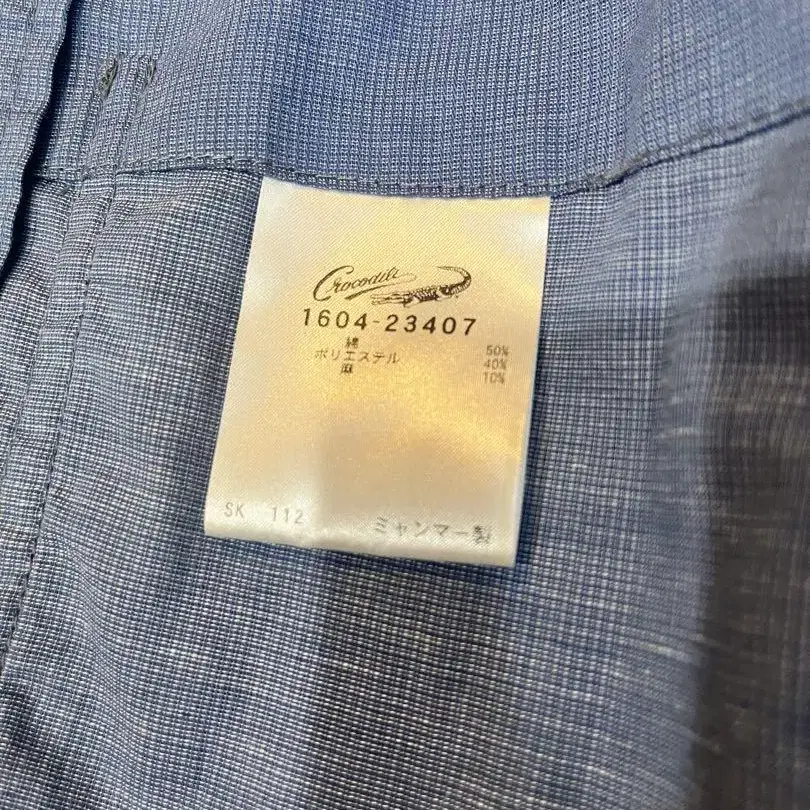 Crocodile
1604-23407
綿 50%
ポリエステル 40%
麻 10%
SK 112 ミャンマー製